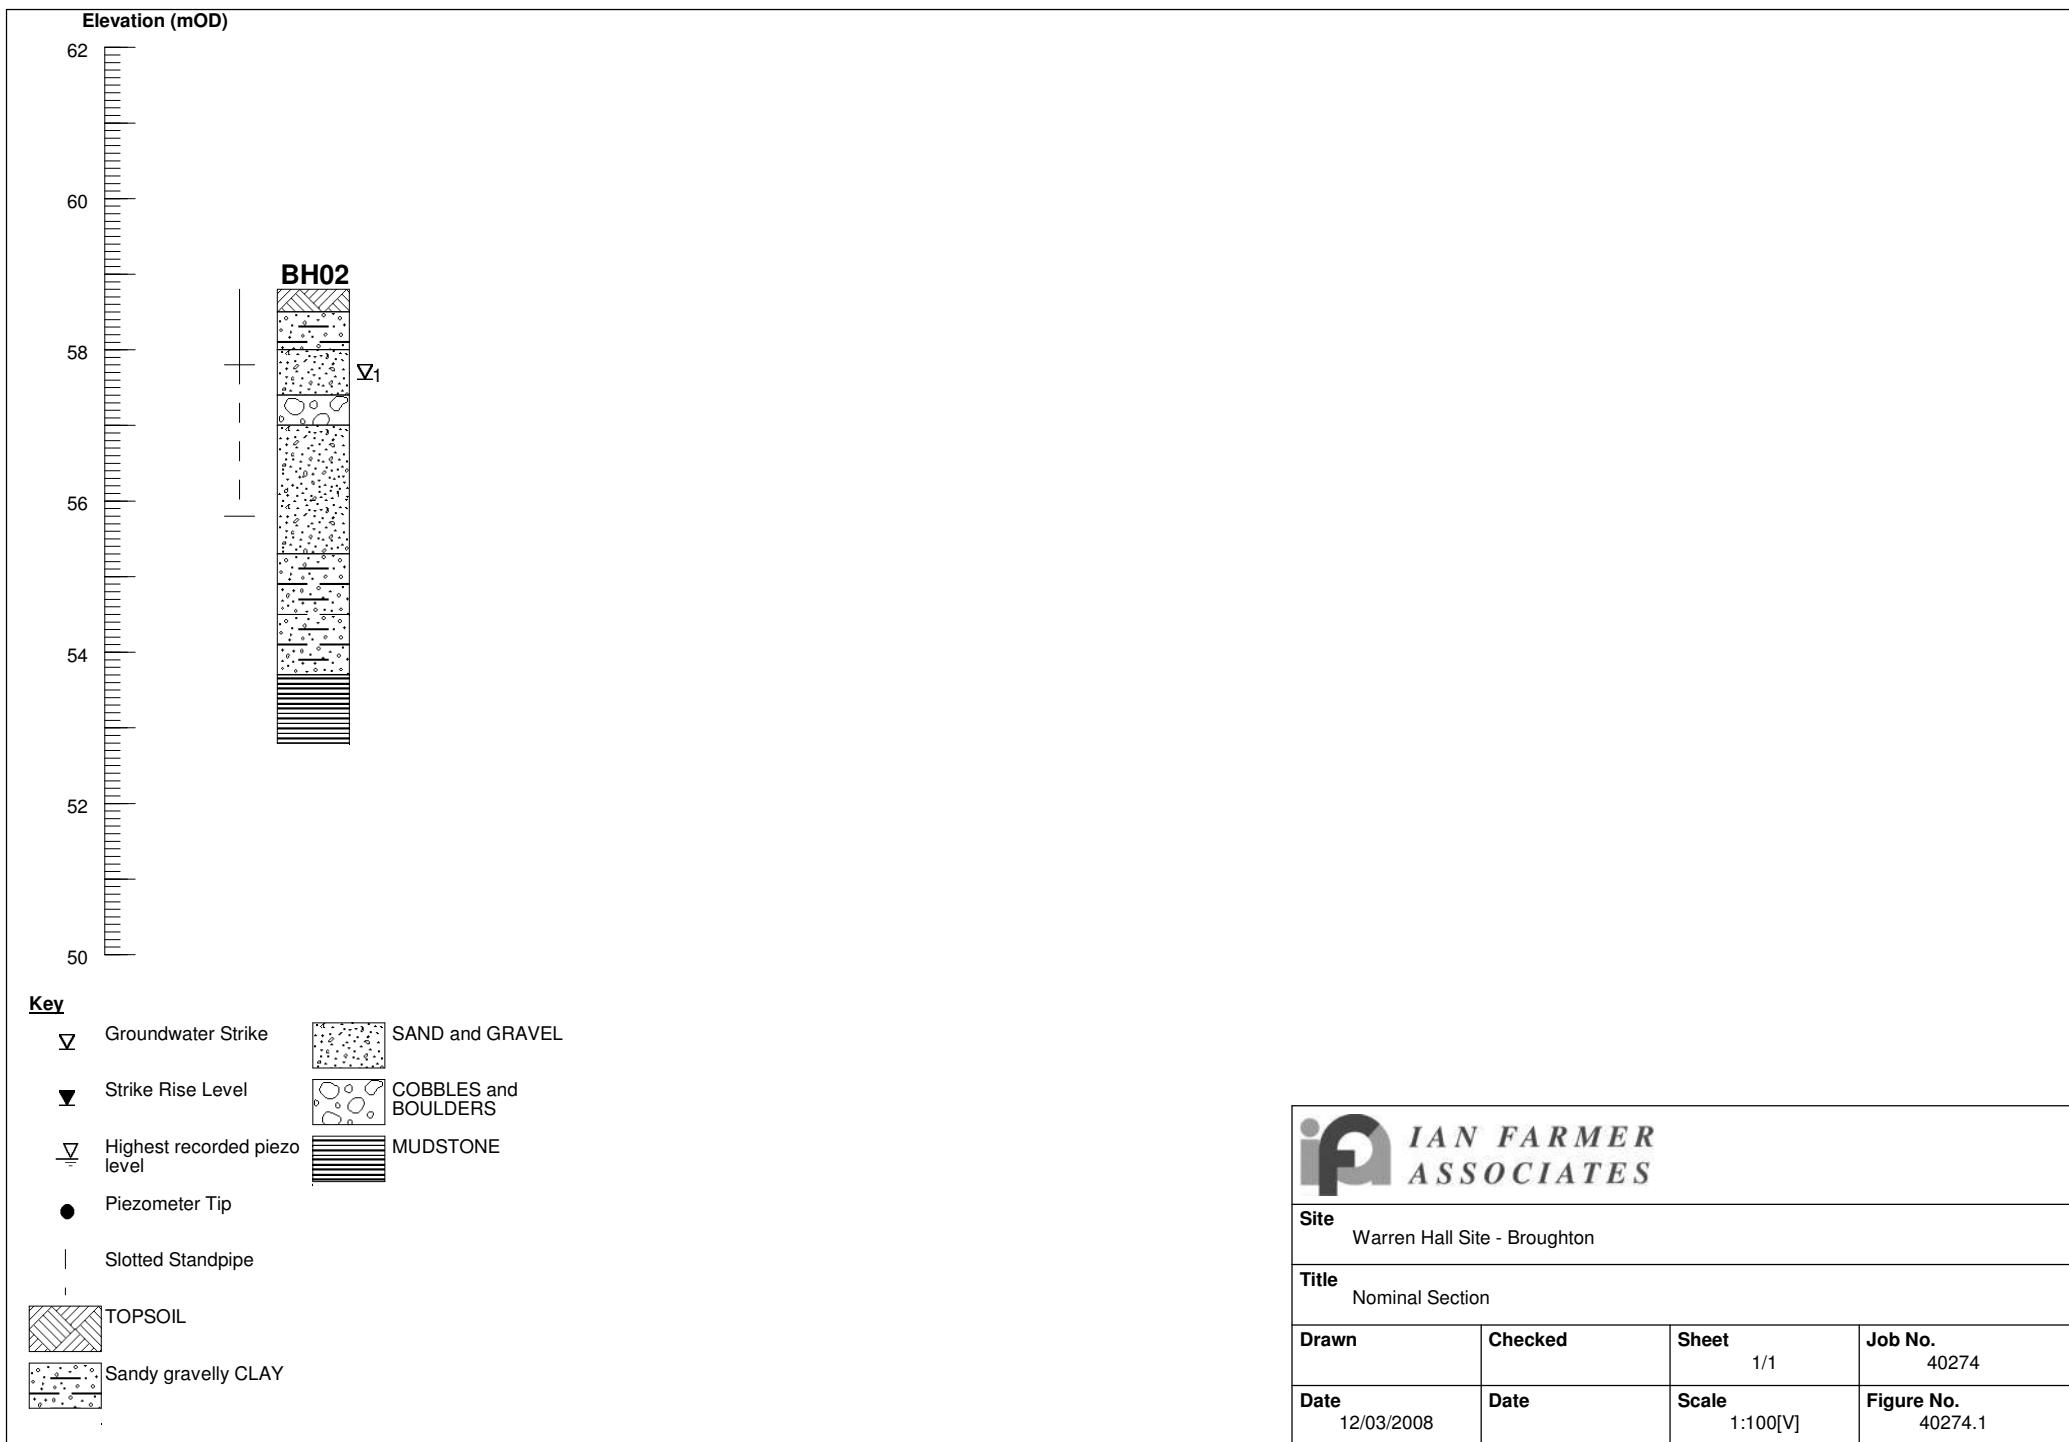 Elevation (mOD)
62
60
58
56
54
52
50
BH02
1
Key
Groundwater Strike
Strike Rise Level
Highest recorded piezo
level
Piezometer Tip
Slotted Standpipe
TOPSOIL
Sandy gravelly CLAY
SAND and GRAVEL
COBBLES and
BOULDERS
MUDSTONE
ifa
IAN FARMER
ASSOCIATES
Site
Warren Hall Site - Broughton
Title
Nominal Section
Drawn
Checked
Sheet
1/1
Job No.
40274
Date
12/03/2008
Date
Scale
1:100[V]
Figure No.
40274.1